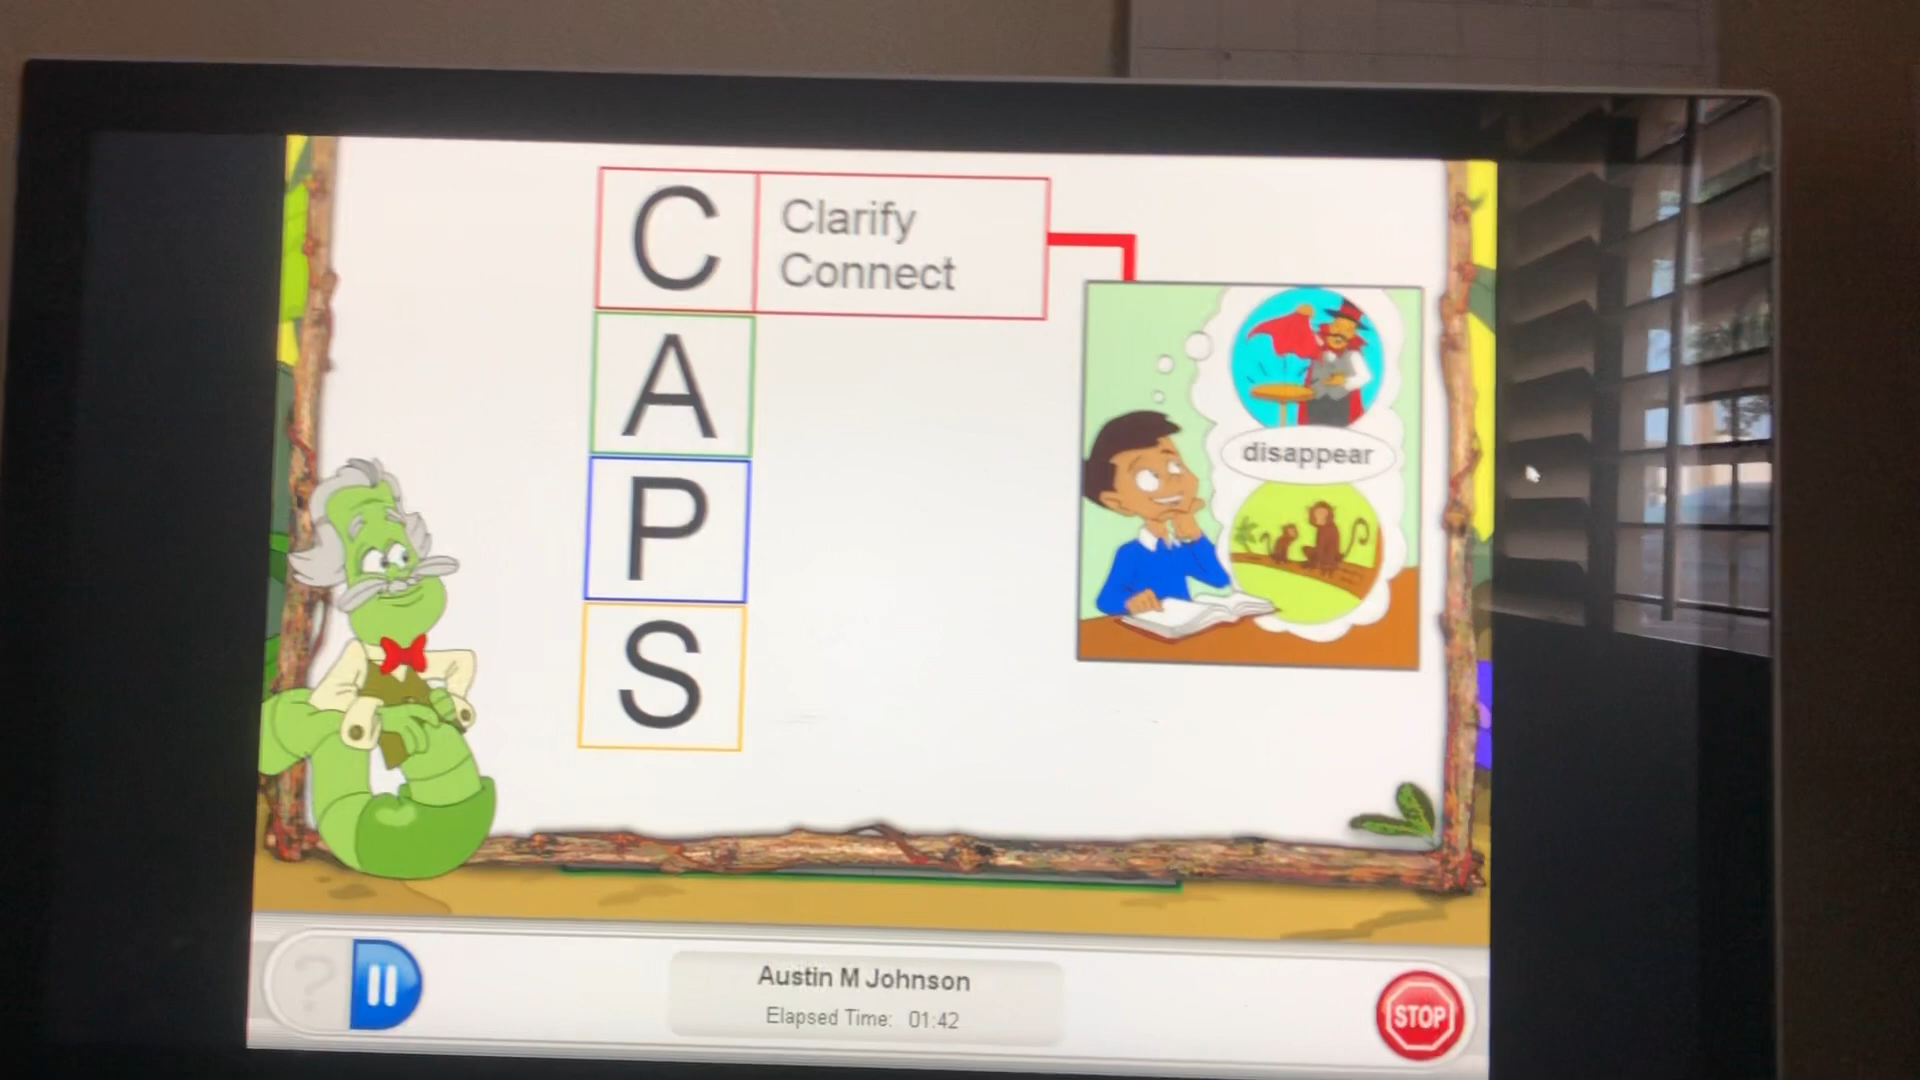 C
Clarify
Connect
A
P
S
disappear
?
Austin M Johnson
Elapsed Time: 01:42
STOP